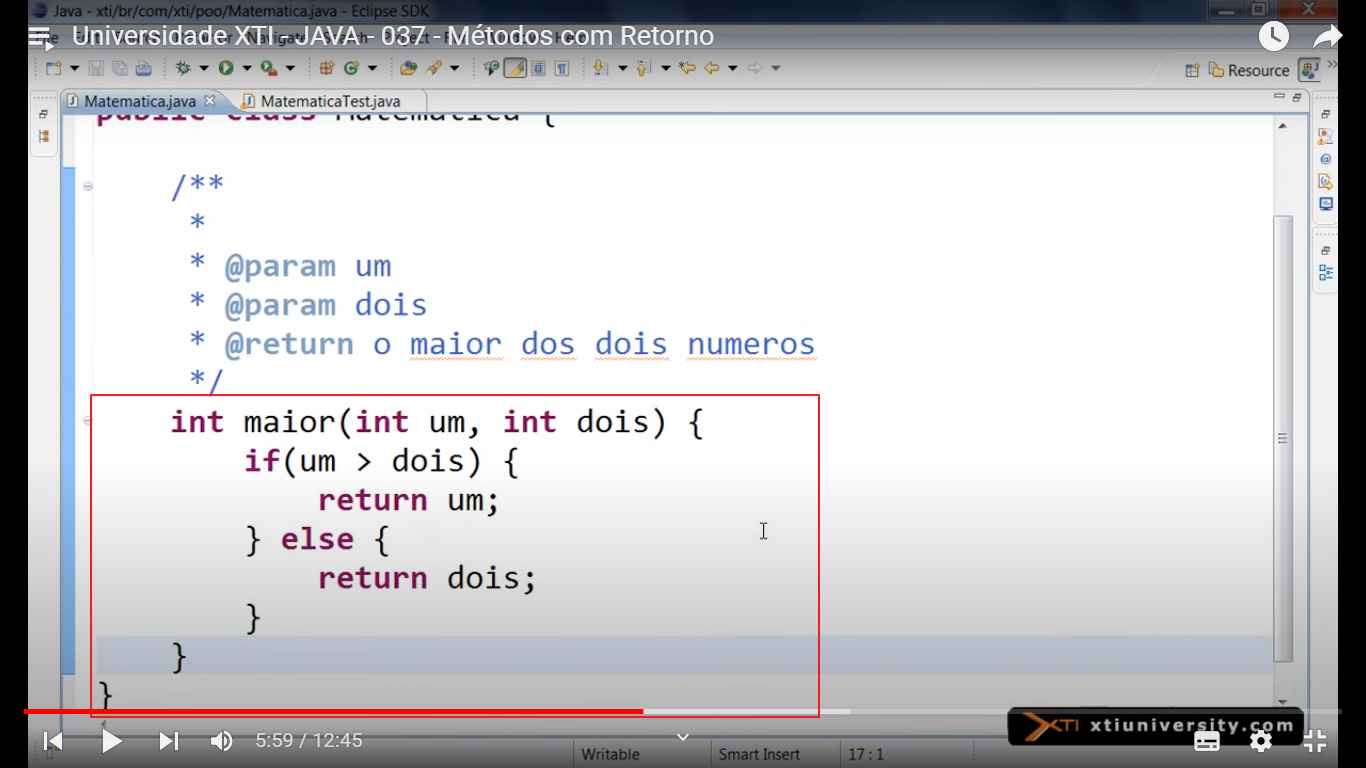 Java - xti/br/com/xti/poo/Matematica.java - Eclipse SDK
Universidade XTI - JAVA - 037 - Métodos com Retorno
Resource
Matematica.java
MatematicaTest.java
public class Matematica {
/**
*
* @param um
* @param dois
* @return o maior dos dois numeros
*/
int maior(int um, int dois) {
if(um > dois) {
return um;
} else {
return dois;
}
}
}
XTI xtiuniversity.com
5:59 / 12:45
Writable
Smart Insert
17 : 1